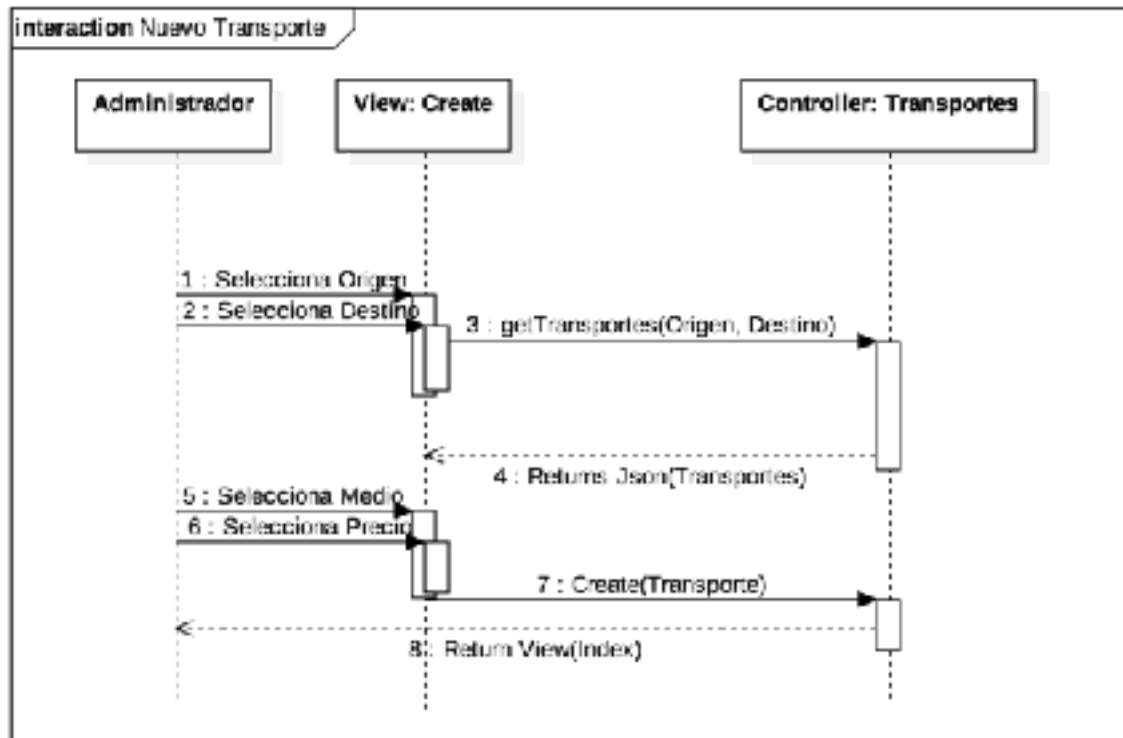 interaction Nuevo Transporte
Administrador
View: Create
Controller: Transportes
1 : Selecciona Origen
2 : Selecciona Destino
3 : getTransportes(Origen, Destino)
4 : Returns Json(Transportes)
5 : Selecciona Medio
6 : Selecciona Precio
7 : Create(Transporte)
8 : Return View(Index)